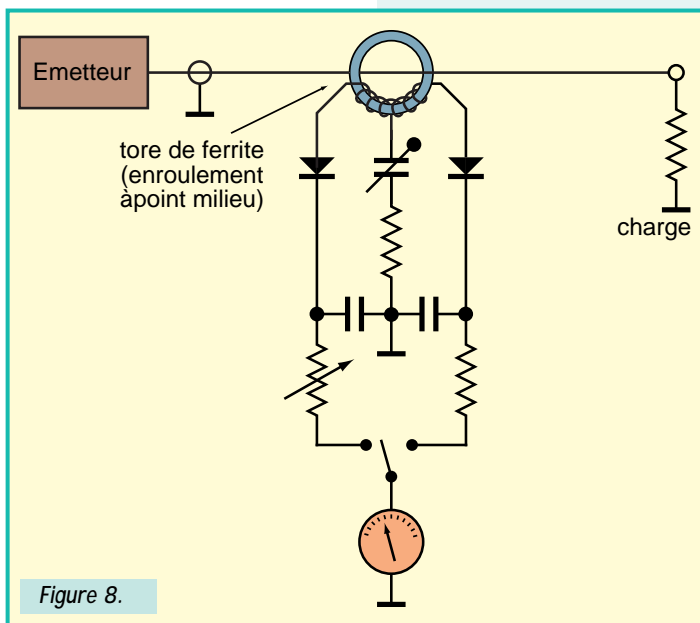 Emetteur
tore de ferrite
(enroulement
àpoint milieu)
charge
Figure 8.